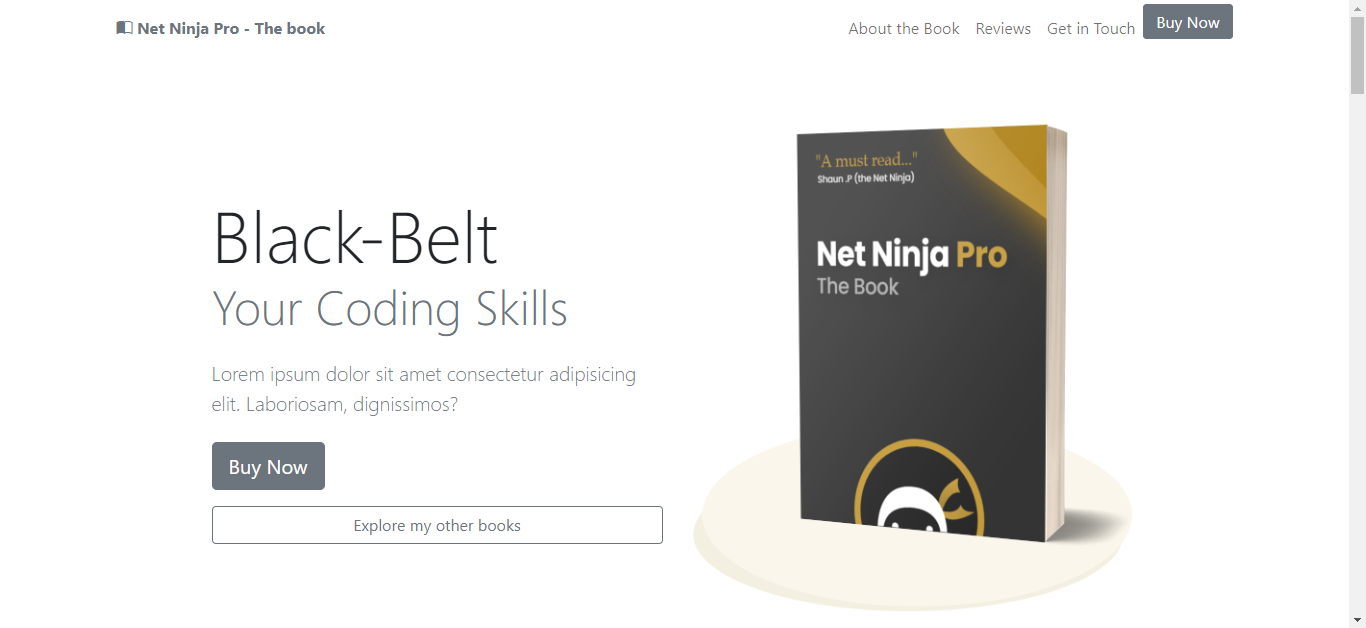 Net Ninja Pro - The book
About the Book
Reviews
Get in Touch
Buy Now
Black-Belt
Your Coding Skills
Lorem ipsum dolor sit amet consectetur adipisicing
elit. Laboriosam, dignissimos?
Buy Now
Explore my other books
"A must read..."
Shaun .P (the Net Ninja)
Net Ninja Pro
The Book